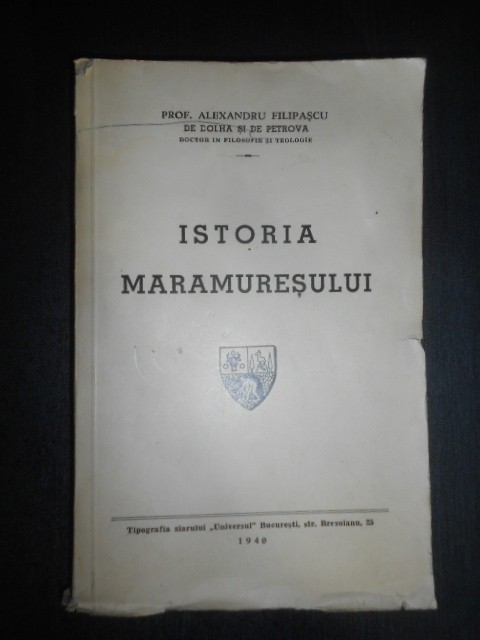 PROF. ALEXANDRU FILIPAȘCU
DE DOLHA ȘI DE PETROVA
DOCTOR IN FILOSOFIE ȘI TEOLOGIE
ISTORIA
MARAMUREȘULUI
Tipografia ziarului „Universul” București, str. Brezoianu, 23
1940